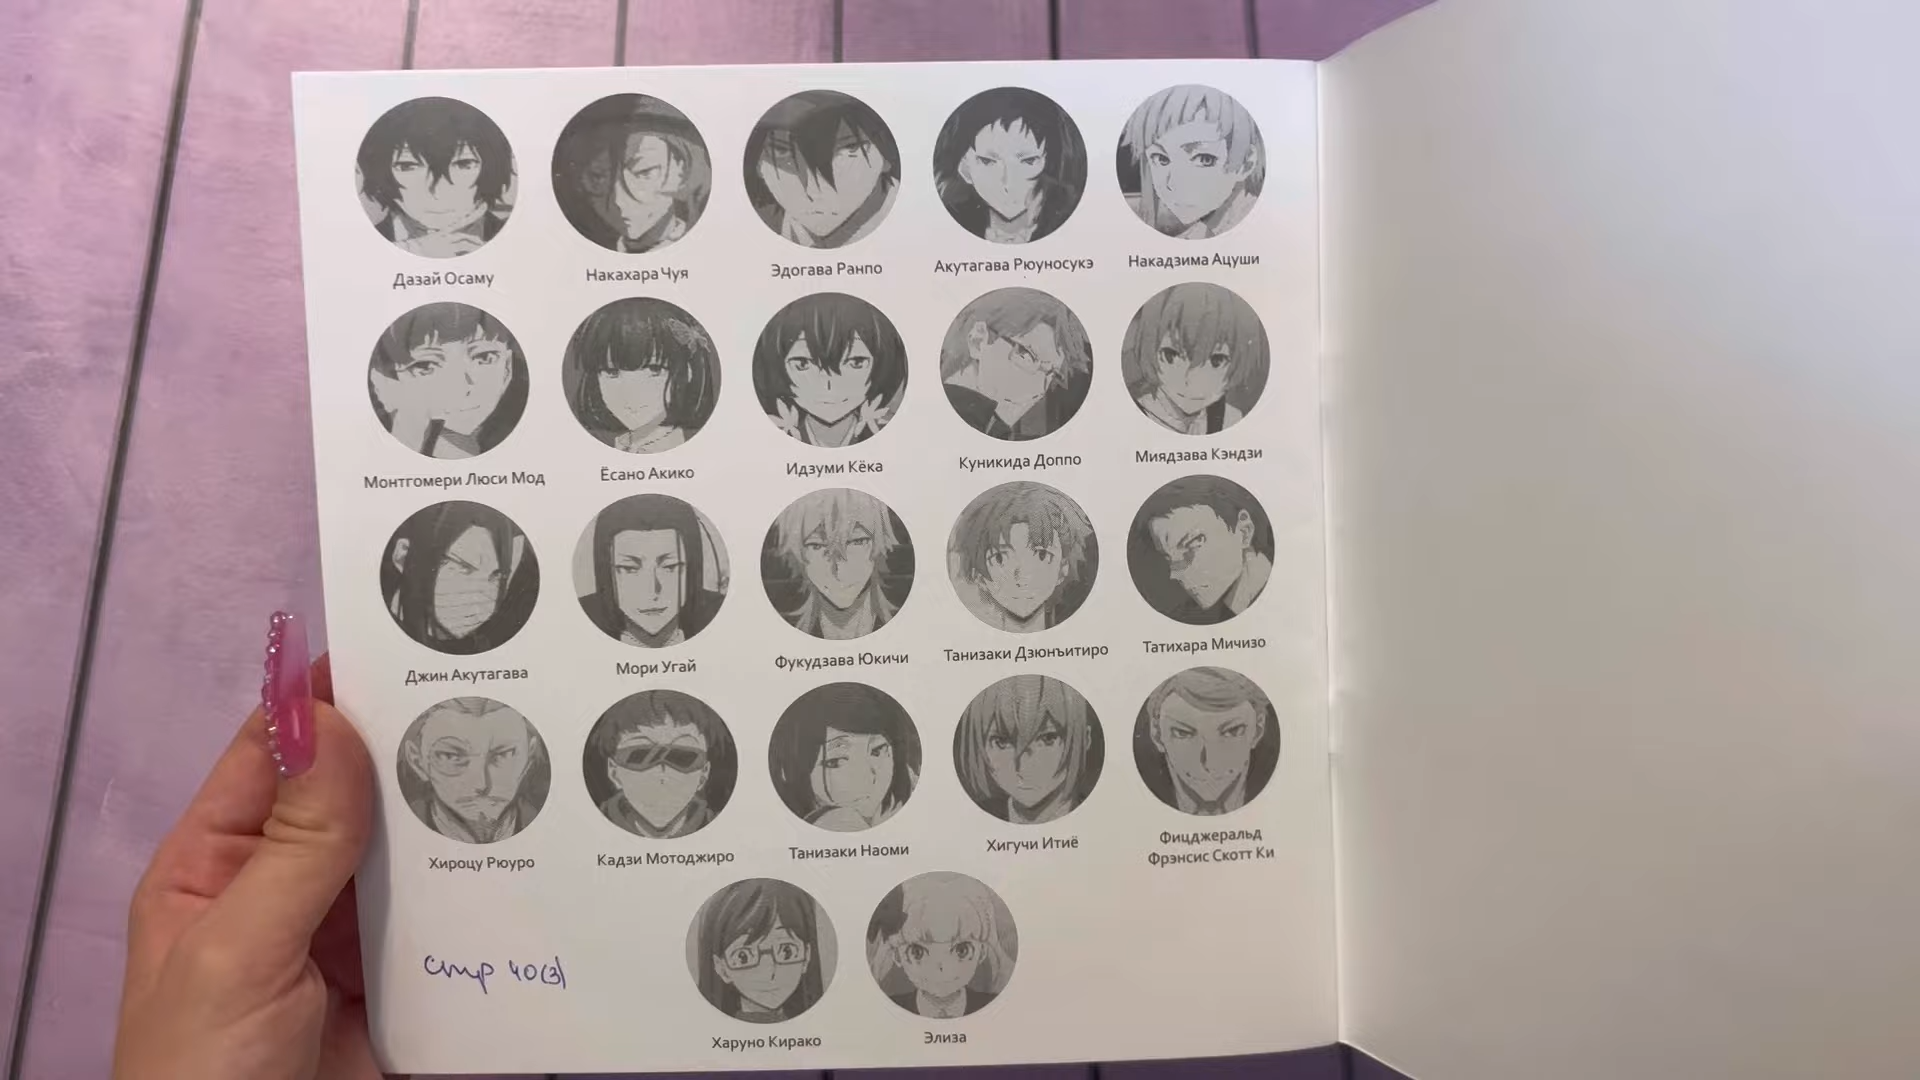 Дазай Осаму
Накахара Чуя
Эдогава Ранпо
Акутагава Рюуносукэ
Накадзима Ацуши
Монтгомери Люси Мод
Ёсано Акико
Идзуми Кёка
Куникида Доппо
Миядзава Кэндзи
Джин Акутагава
Мори Угай
Фукудзава Юкичи
Танизаки Дзюнъитиро
Татихара Мичизо
Хироцу Рюуро
Кадзи Мотоджиро
Танизаки Наоми
Хигучи Итиё
Фицджеральд
Фрэнсис Скотт Ки
стр 40(3)
Харуно Кирако
Элиза